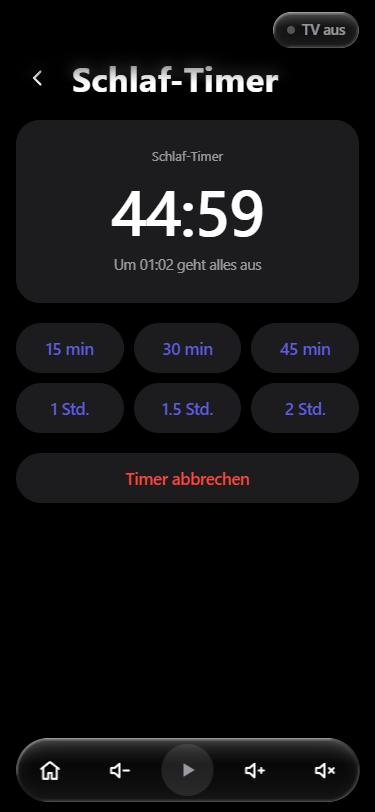 TV aus
Schlaf-Timer
Schlaf-Timer
44:59
Um 01:02 geht alles aus
15 min
30 min
45 min
1 Std.
1.5 Std.
2 Std.
Timer abbrechen